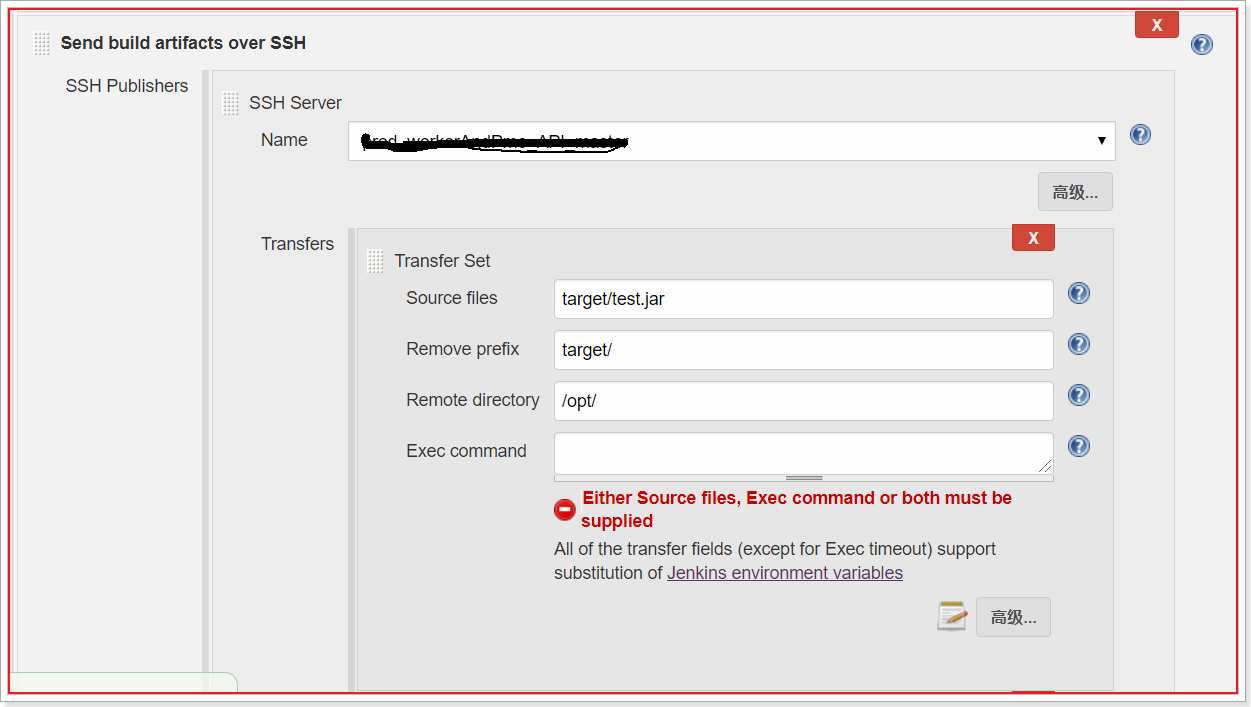 X
Send build artifacts over SSH
SSH Publishers
SSH Server
Name
高级...
Transfers
X
Transfer Set
Source files
target/test.jar
Remove prefix
target/
Remote directory
/opt/
Exec command
Either Source files, Exec command or both must be
supplied
All of the transfer fields (except for Exec timeout) support
substitution of Jenkins environment variables
高级...